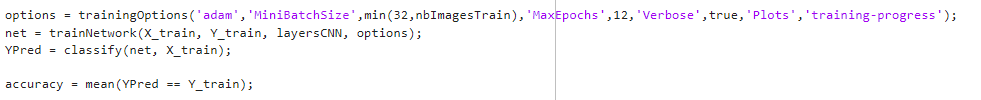 options = trainingOptions('adam','MiniBatchSize',min(32,nbImagesTrain),'MaxEpochs',12,'Verbose',true,'Plots','training-progress');
net = trainNetwork(X_train, Y_train, layersCNN, options);
YPred = classify(net, X_train);
accuracy = mean(YPred == Y_train);